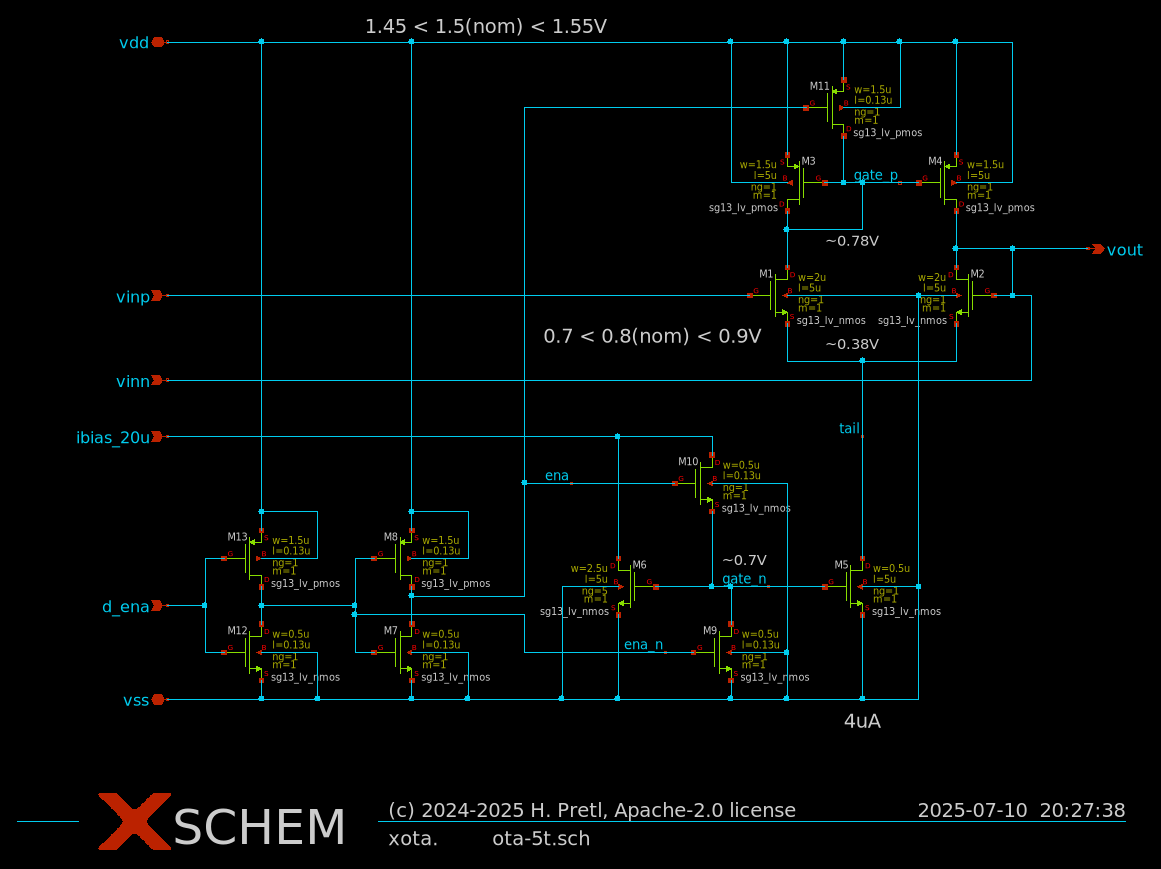 1.45 < 1.5(nom) < 1.55V
vdd
M11
w=1.5u
l=0.13u
ng=1
m=1
sg13_lv_pmos
G
S
B
D
w=1.5u
l=5u
ng=1
m=1
sg13_lv_pmos
M3
S
B
G
D
gate_p
M4
w=1.5u
l=5u
ng=1
m=1
sg13_lv_pmos
G
S
B
D
~0.78V
vout
vinp
M1
w=2u
l=5u
ng=1
m=1
sg13_lv_nmos
G
D
B
S
w=2u
l=5u
ng=1
m=1
sg13_lv_nmos
M2
D
B
G
S
0.7 < 0.8(nom) < 0.9V
~0.38V
vinn
tail
ibias_20u
M10
w=0.5u
l=0.13u
ng=1
m=1
sg13_lv_nmos
G
D
B
S
ena
M13
w=1.5u
l=0.13u
ng=1
m=1
sg13_lv_pmos
G
S
B
D
M8
w=1.5u
l=0.13u
ng=1
m=1
sg13_lv_pmos
G
S
B
D
~0.7V
gate_n
w=2.5u
l=5u
ng=5
m=1
sg13_lv_nmos
M6
D
B
G
S
M5
w=0.5u
l=5u
ng=1
m=1
sg13_lv_nmos
G
D
B
S
d_ena
M12
w=0.5u
l=0.13u
ng=1
m=1
sg13_lv_nmos
G
D
B
S
M7
w=0.5u
l=0.13u
ng=1
m=1
sg13_lv_nmos
G
D
B
S
ena_n
M9
w=0.5u
l=0.13u
ng=1
m=1
sg13_lv_nmos
G
D
B
S
vss
4uA
XSCHEM
(c) 2024-2025 H. Pretl, Apache-2.0 license
2025-07-10 20:27:38
xota. ota-5t.sch